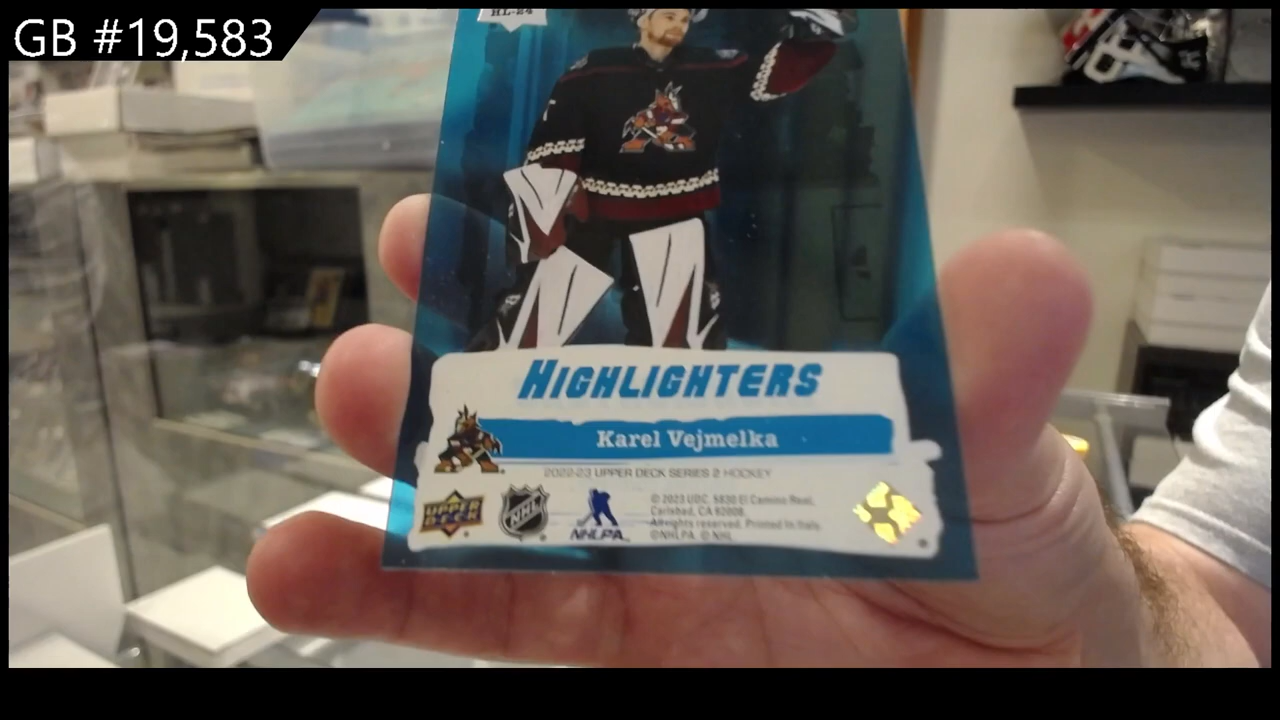 GB #19,583
HL-24
HIGHLIGHTERS
Karel Vejmelka
2022-23 UPPER DECK SERIES 2 HOCKEY
UPPER DECK
NHL
NHLPA
© 2023 UDC. 5830 El Camino Real,
Carlsbad, CA 92008.
All rights reserved. Printed in Italy.
©NHLPA. © NHL.